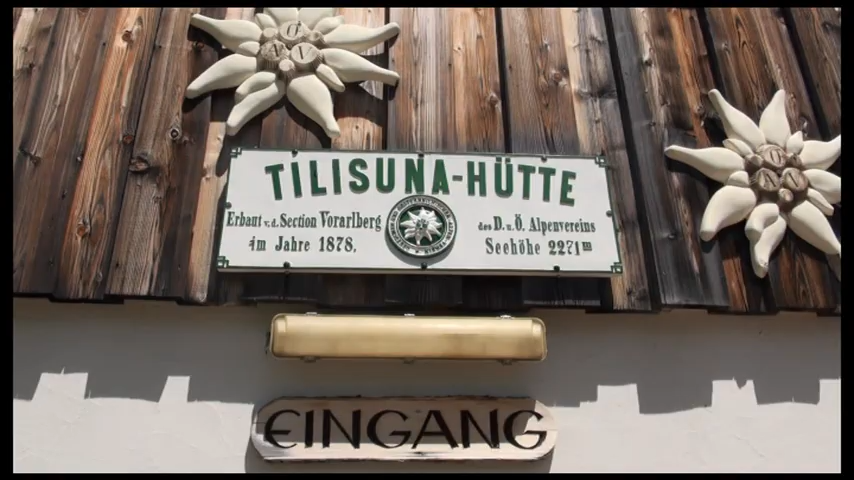 TILISUNA-HÜTTE
Erbaut v. d. Section Vorarlberg des D. u. Ö. Alpenvereins
im Jahre 1878. Seehöhe 2271 m
EINGANG